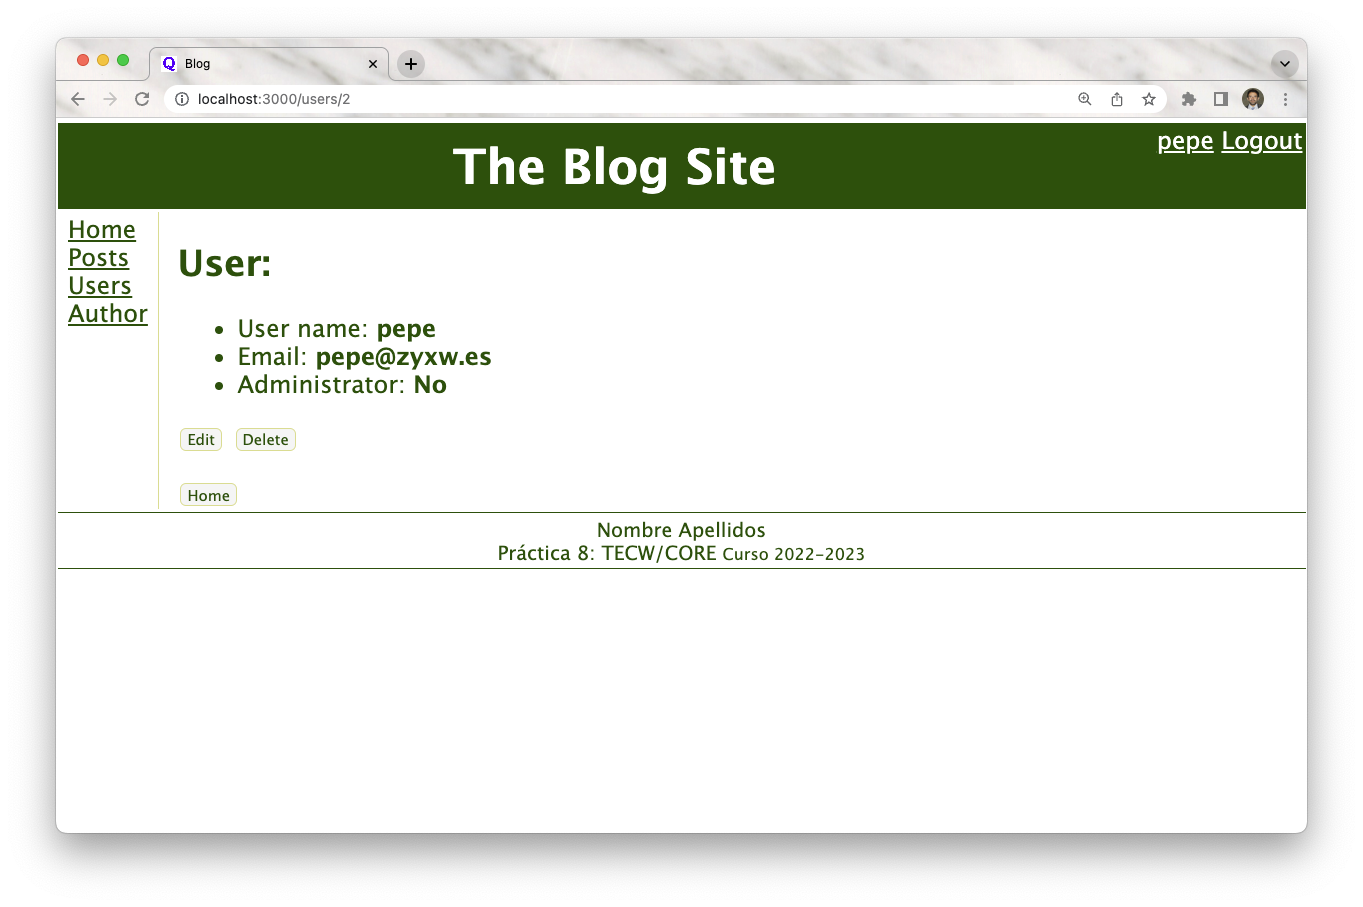 Blog
localhost:3000/users/2
pepe Logout
The Blog Site
Home
Posts
Users
Author
User:
• User name: pepe
• Email: pepe@zyxw.es
• Administrator: No
Edit Delete
Home
Nombre Apellidos
Práctica 8: TECW/CORE Curso 2022-2023